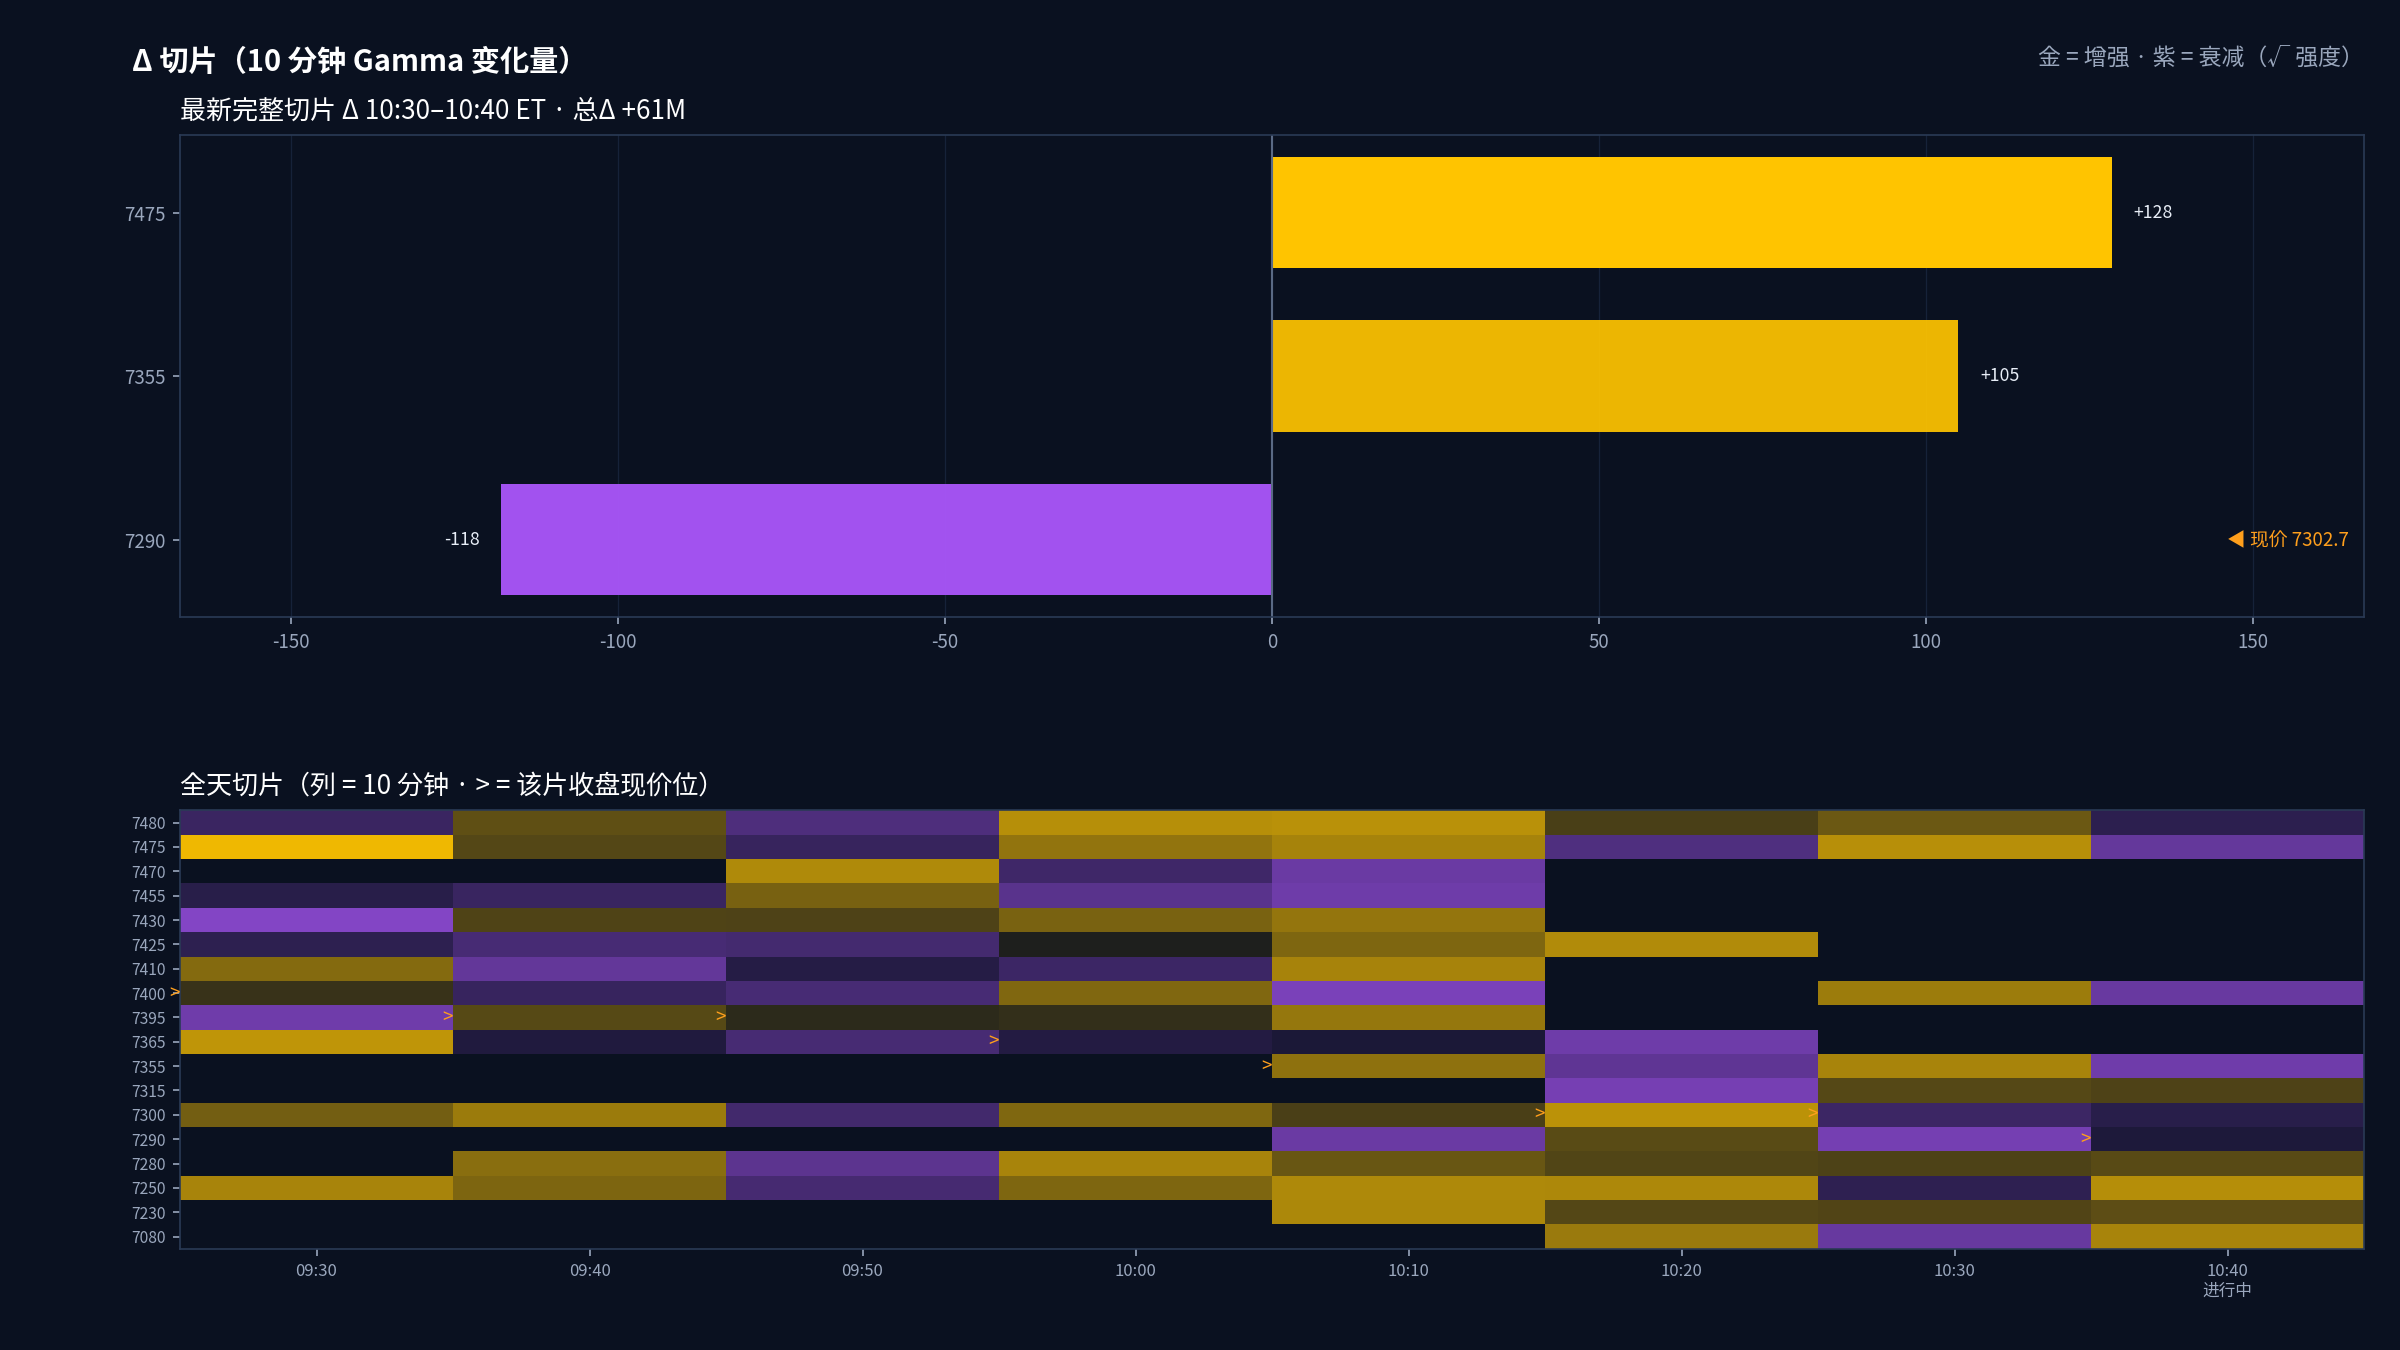 Δ 切片（10 分钟 Gamma 变化量）
金 = 增强 · 紫 = 衰减（√ 强度）
最新完整切片 Δ 10:30–10:40 ET · 总Δ +61M
7475
+128
7355
+105
7290
-118
◀ 现价 7302.7
-150 -100 -50 0 50 100 150
全天切片（列 = 10 分钟 · > = 该片收盘现价位）
7480
7475
7470
7455
7430
7425
7410
7400 >
7395 > >
7365 >
7355 >
7315
7300 > >
7290 >
7280
7250
7230
7080
09:30 09:40 09:50 10:00 10:10 10:20 10:30 10:40
进行中